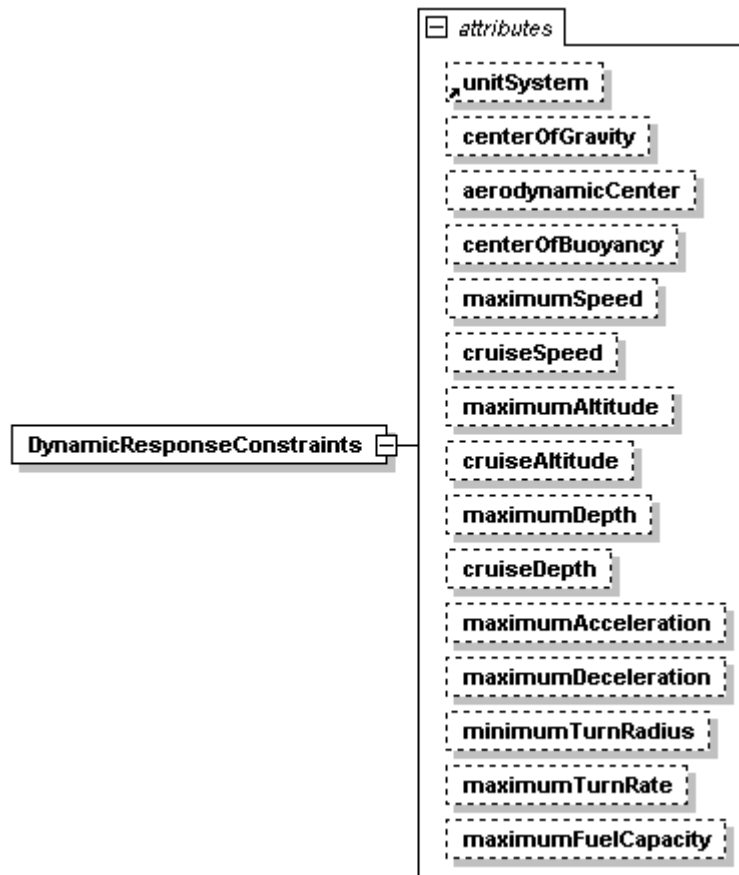 attributes
unitSystem
centerOfGravity
aerodynamicCenter
centerOfBuoyancy
maximumSpeed
cruiseSpeed
maximumAltitude
DynamicResponseConstraints
cruiseAltitude
maximumDepth
cruiseDepth
maximumAcceleration
maximumDeceleration
minimumTurnRadius
maximumTurnRate
maximumFuelCapacity